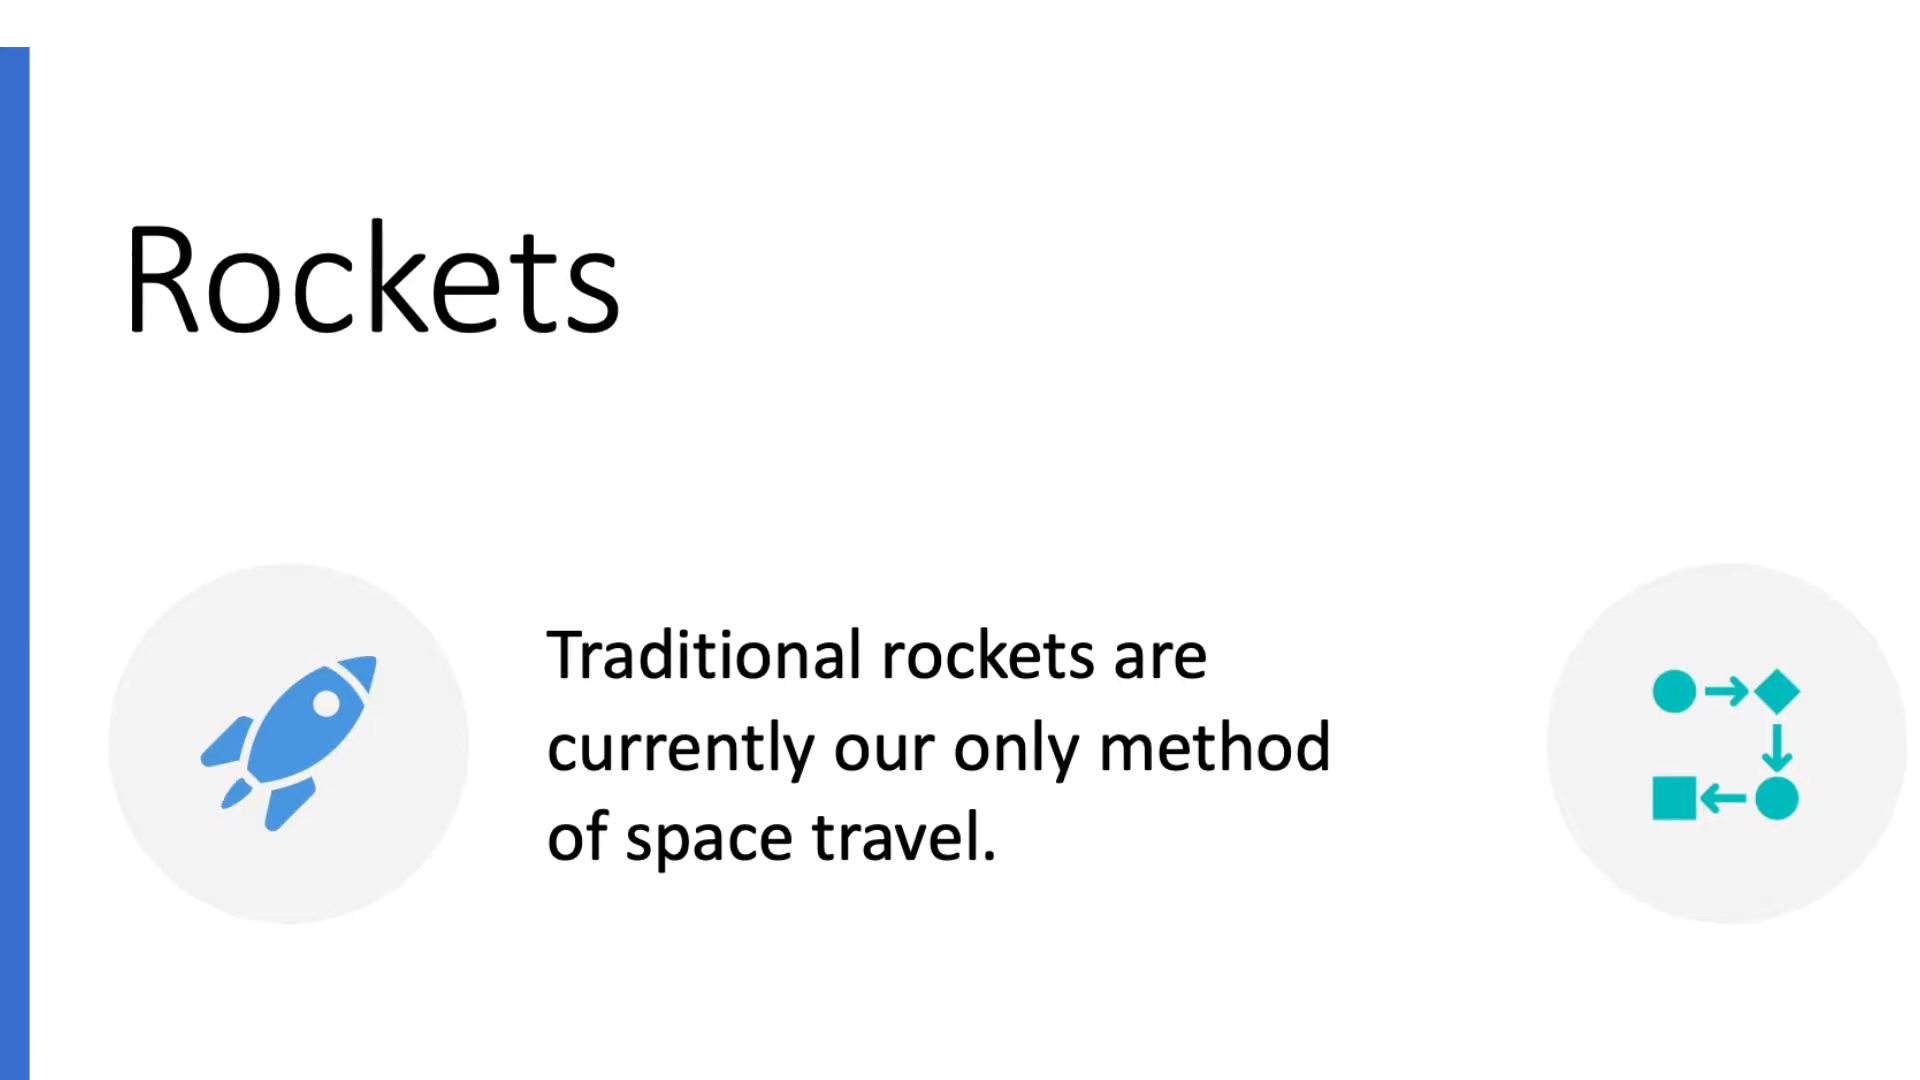 Rockets
Traditional rockets are
currently our only method
of space travel.